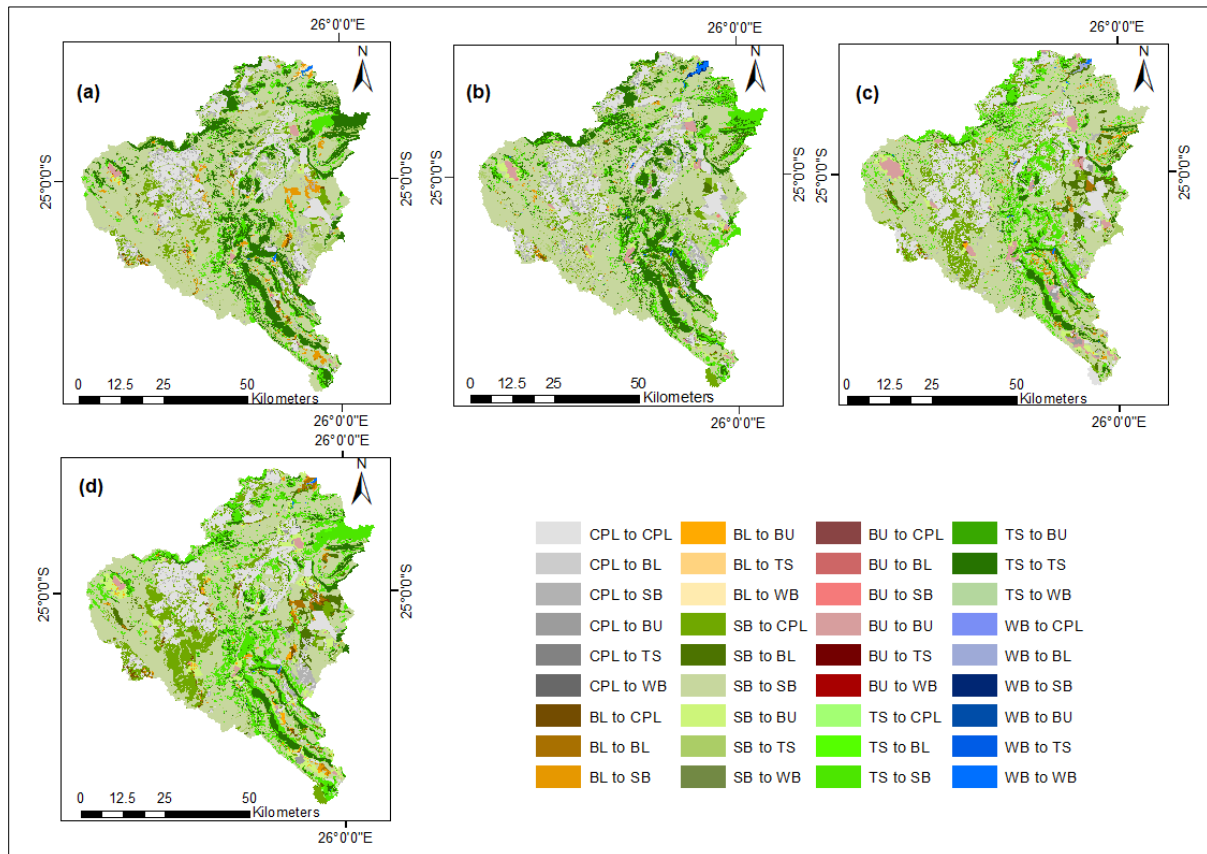 26°0'0"E
26°0'0"E
26°0'0"E
N
N
N
(a)
(b)
(c)
25°0'0"S
25°0'0"S
25°0'0"S
25°0'0"S
25°0'0"S
25°0'0"S
0 12.5 25 50
Kilometers
0 12.5 25 50
Kilometers
0 12.5 25 50
Kilometers
26°0'0"E
26°0'0"E
26°0'0"E
26°0'0"E
N
(d)
25°0'0"S
25°0'0"S
0 12.5 25 50
Kilometers
26°0'0"E
CPL to CPL
CPL to BL
CPL to SB
CPL to BU
CPL to TS
CPL to WB
BL to CPL
BL to BL
BL to SB
BL to BU
BL to TS
BL to WB
SB to CPL
SB to BL
SB to SB
SB to BU
SB to TS
SB to WB
BU to CPL
BU to BL
BU to SB
BU to BU
BU to TS
BU to WB
TS to CPL
TS to BL
TS to SB
TS to BU
TS to TS
TS to WB
WB to CPL
WB to BL
WB to SB
WB to BU
WB to TS
WB to WB